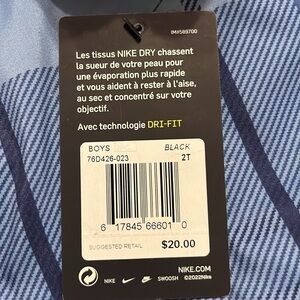 IM#589700
Les tissus NIKE DRY chassent
la sueur de votre peau pour
une évaporation plus rapide
et vous aident à rester à l'aise,
au sec et concentré sur votre
objectif.
Avec technologie DRI-FIT
BOYS BLACK
76D426-023 2T
6 17845 66601 0
SUGGESTED RETAIL $20.00
NIKE.COM
NIKE SWOOSH ©2022Nike